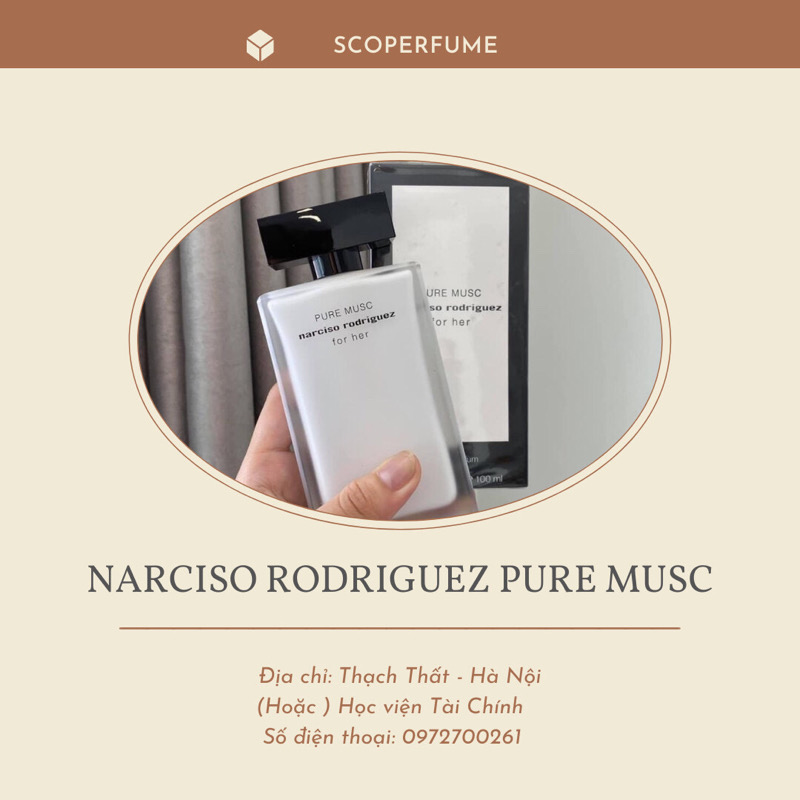 SCOPERFUME
PURE MUSC
narciso rodriguez
for her
URE MUSC
so rodriguez
for her
100 ml
NARCISO RODRIGUEZ PURE MUSC
Địa chỉ: Thạch Thất - Hà Nội
(Hoặc ) Học viện Tài Chính
Số điện thoại: 0972700261